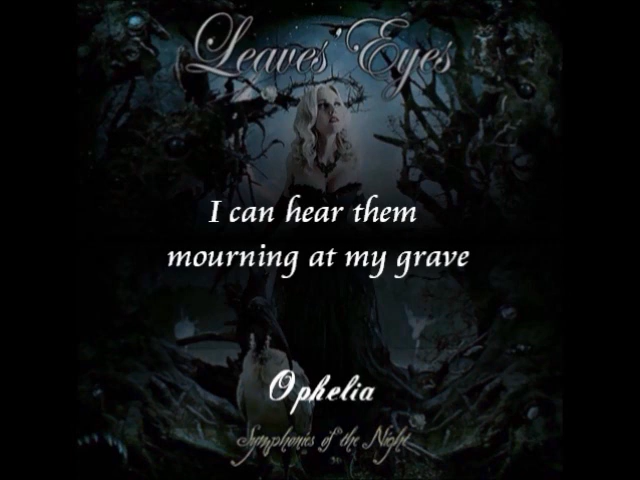 Leaves' Eyes
I can hear them
mourning at my grave
Ophelia
Symphonies of the Night